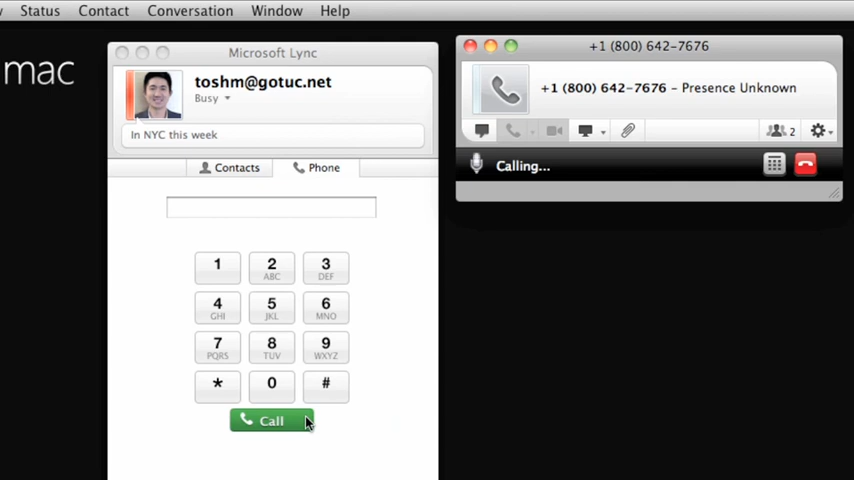 Status Contact Conversation Window Help
mac
Microsoft Lync
toshm@gotuc.net
Busy
In NYC this week
Contacts Phone
1 2 3
ABC DEF
4 5 6
GHI JKL MNO
7 8 9
PQRS TUV WXYZ
* 0 #
Call
+1 (800) 642-7676
+1 (800) 642-7676 - Presence Unknown
2
Calling...